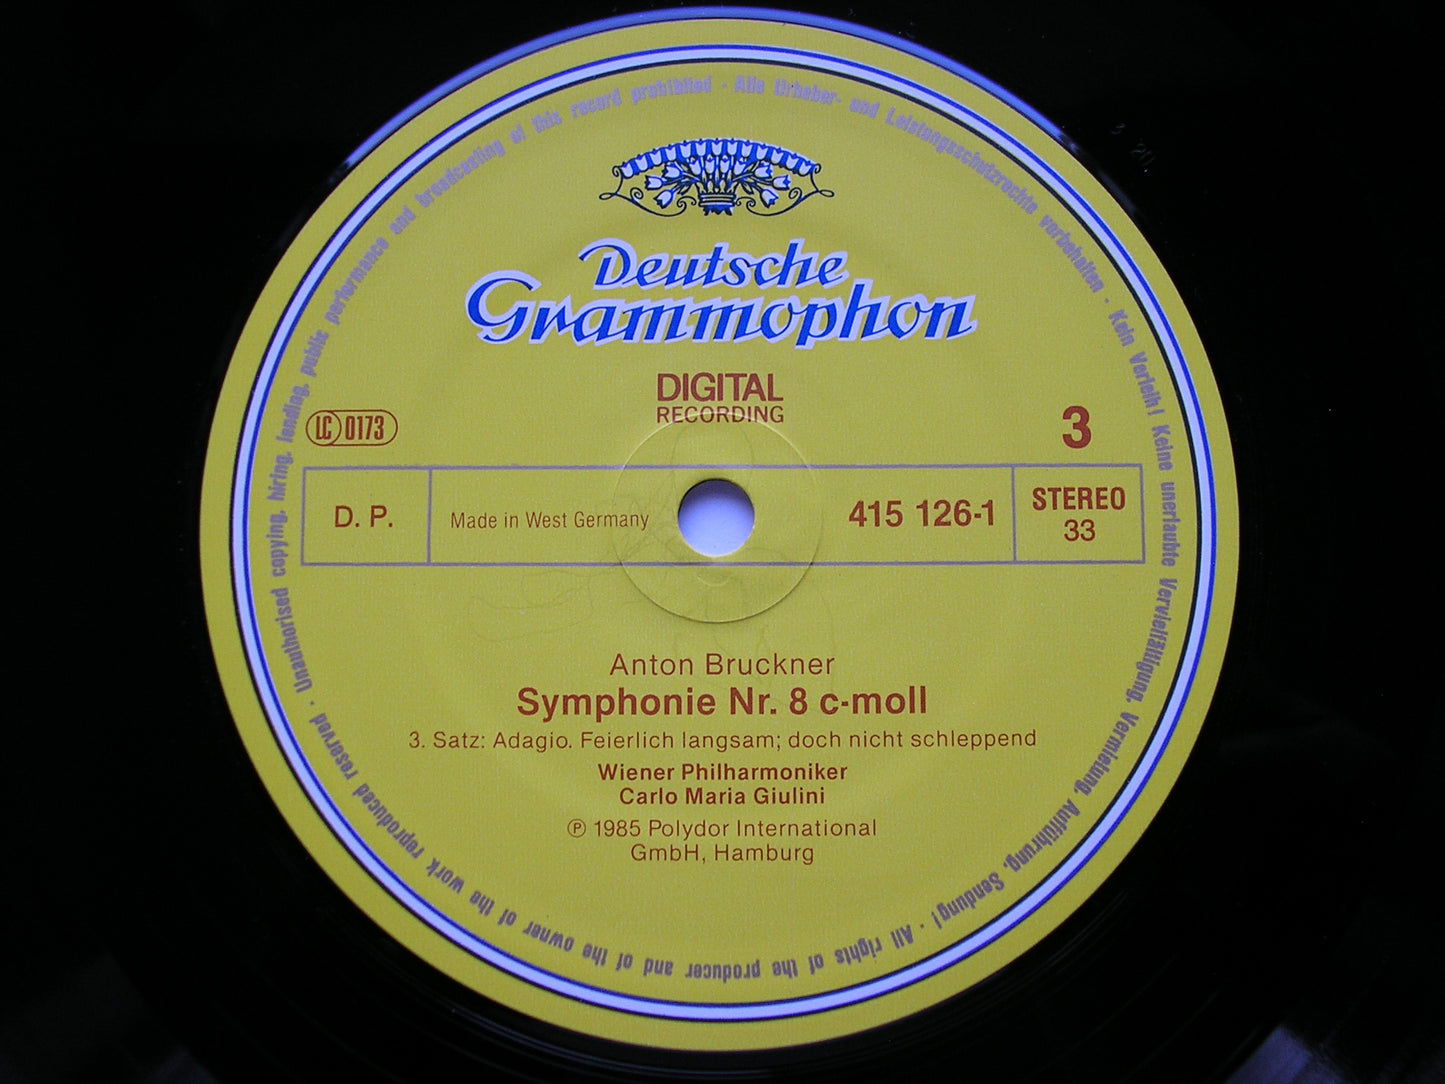 Deutsche
Grammophon
DIGITAL
RECORDING
LC 0173
3
D. P.
Made in West Germany
415 126-1
STEREO
33
Anton Bruckner
Symphonie Nr. 8 c-moll
3. Satz: Adagio. Feierlich langsam; doch nicht schleppend
Wiener Philharmoniker
Carlo Maria Giulini
℗ 1985 Polydor International
GmbH, Hamburg
Alle Urheber- und Leistungsschutzrechte vorbehalten · Kein Verleih! Keine unerlaubte Vervielfältigung, Vermietung, Aufführung, Sendung! · All rights of the producer and of the owner of the work reproduced reserved · Unauthorised copying, hiring, lending, public performance and broadcasting of this record prohibited ·